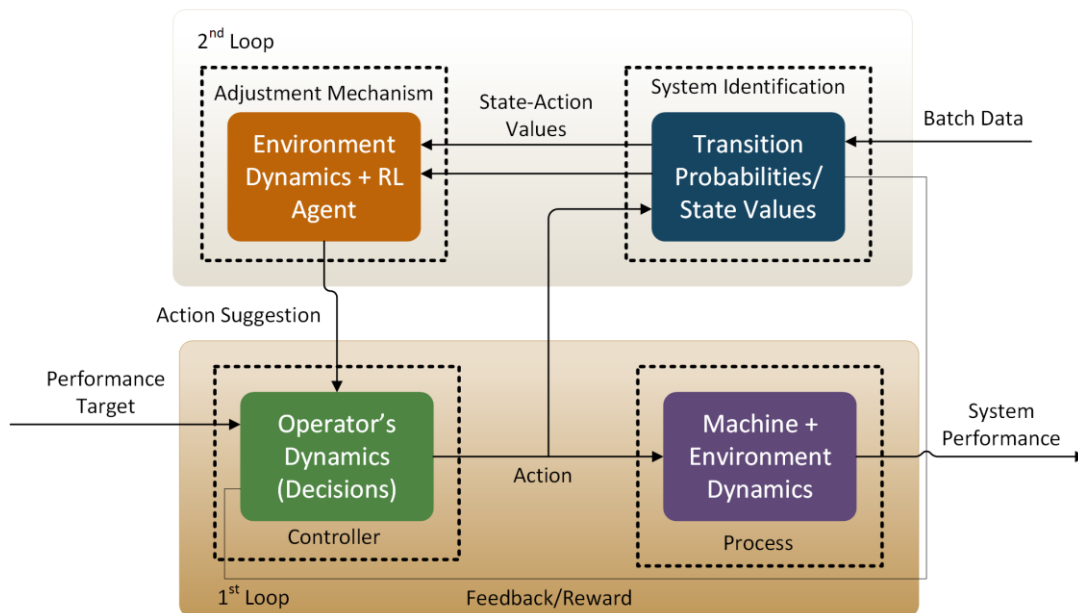 2nd Loop
Adjustment Mechanism
Environment
Dynamics + RL
Agent
State-Action
Values
System Identification
Transition
Probabilities/
State Values
Batch Data
Action Suggestion
Performance
Target
Operator's
Dynamics
(Decisions)
Controller
Action
Machine +
Environment
Dynamics
Process
System
Performance
1st Loop
Feedback/Reward